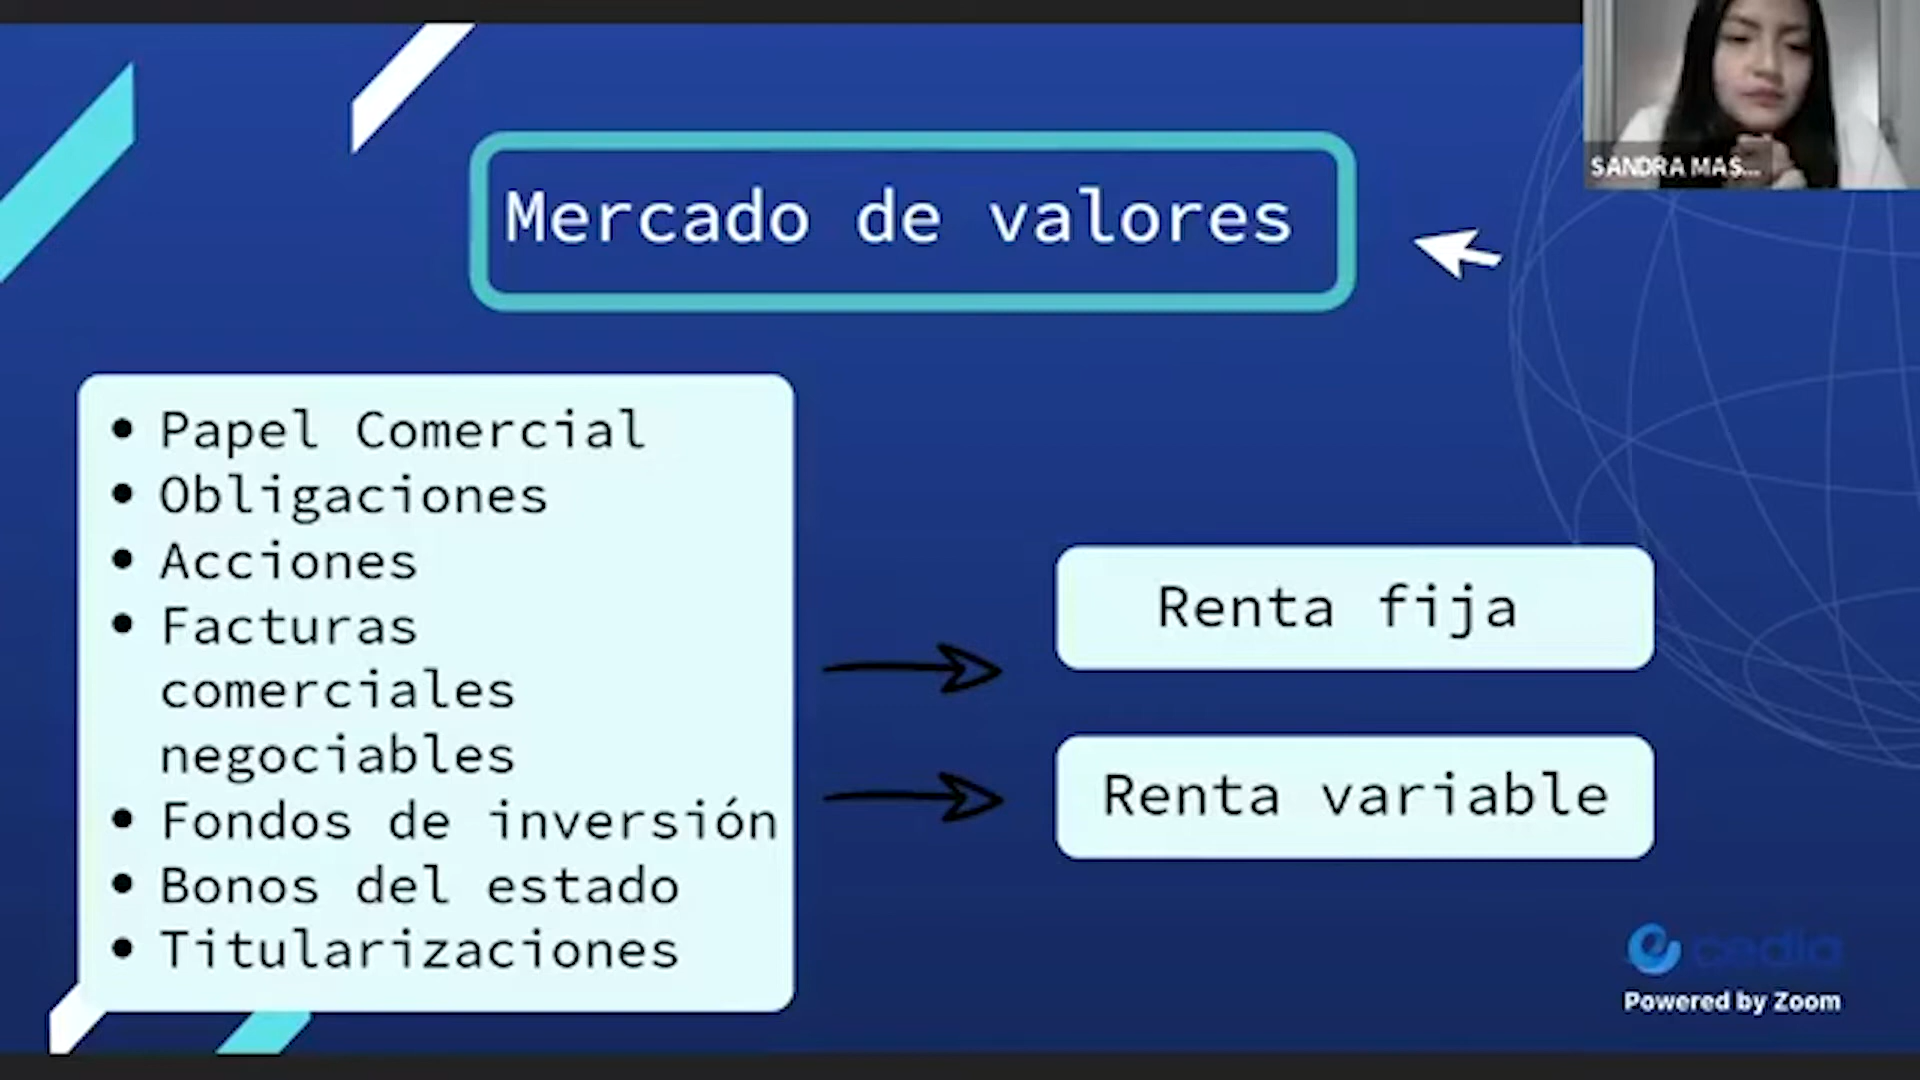 SANDRA MAS...
Mercado de valores
• Papel Comercial
• Obligaciones
• Acciones
• Facturas
comerciales
negociables
• Fondos de inversión
• Bonos del estado
• Titularizaciones
Renta fija
Renta variable
cedia
Powered by Zoom